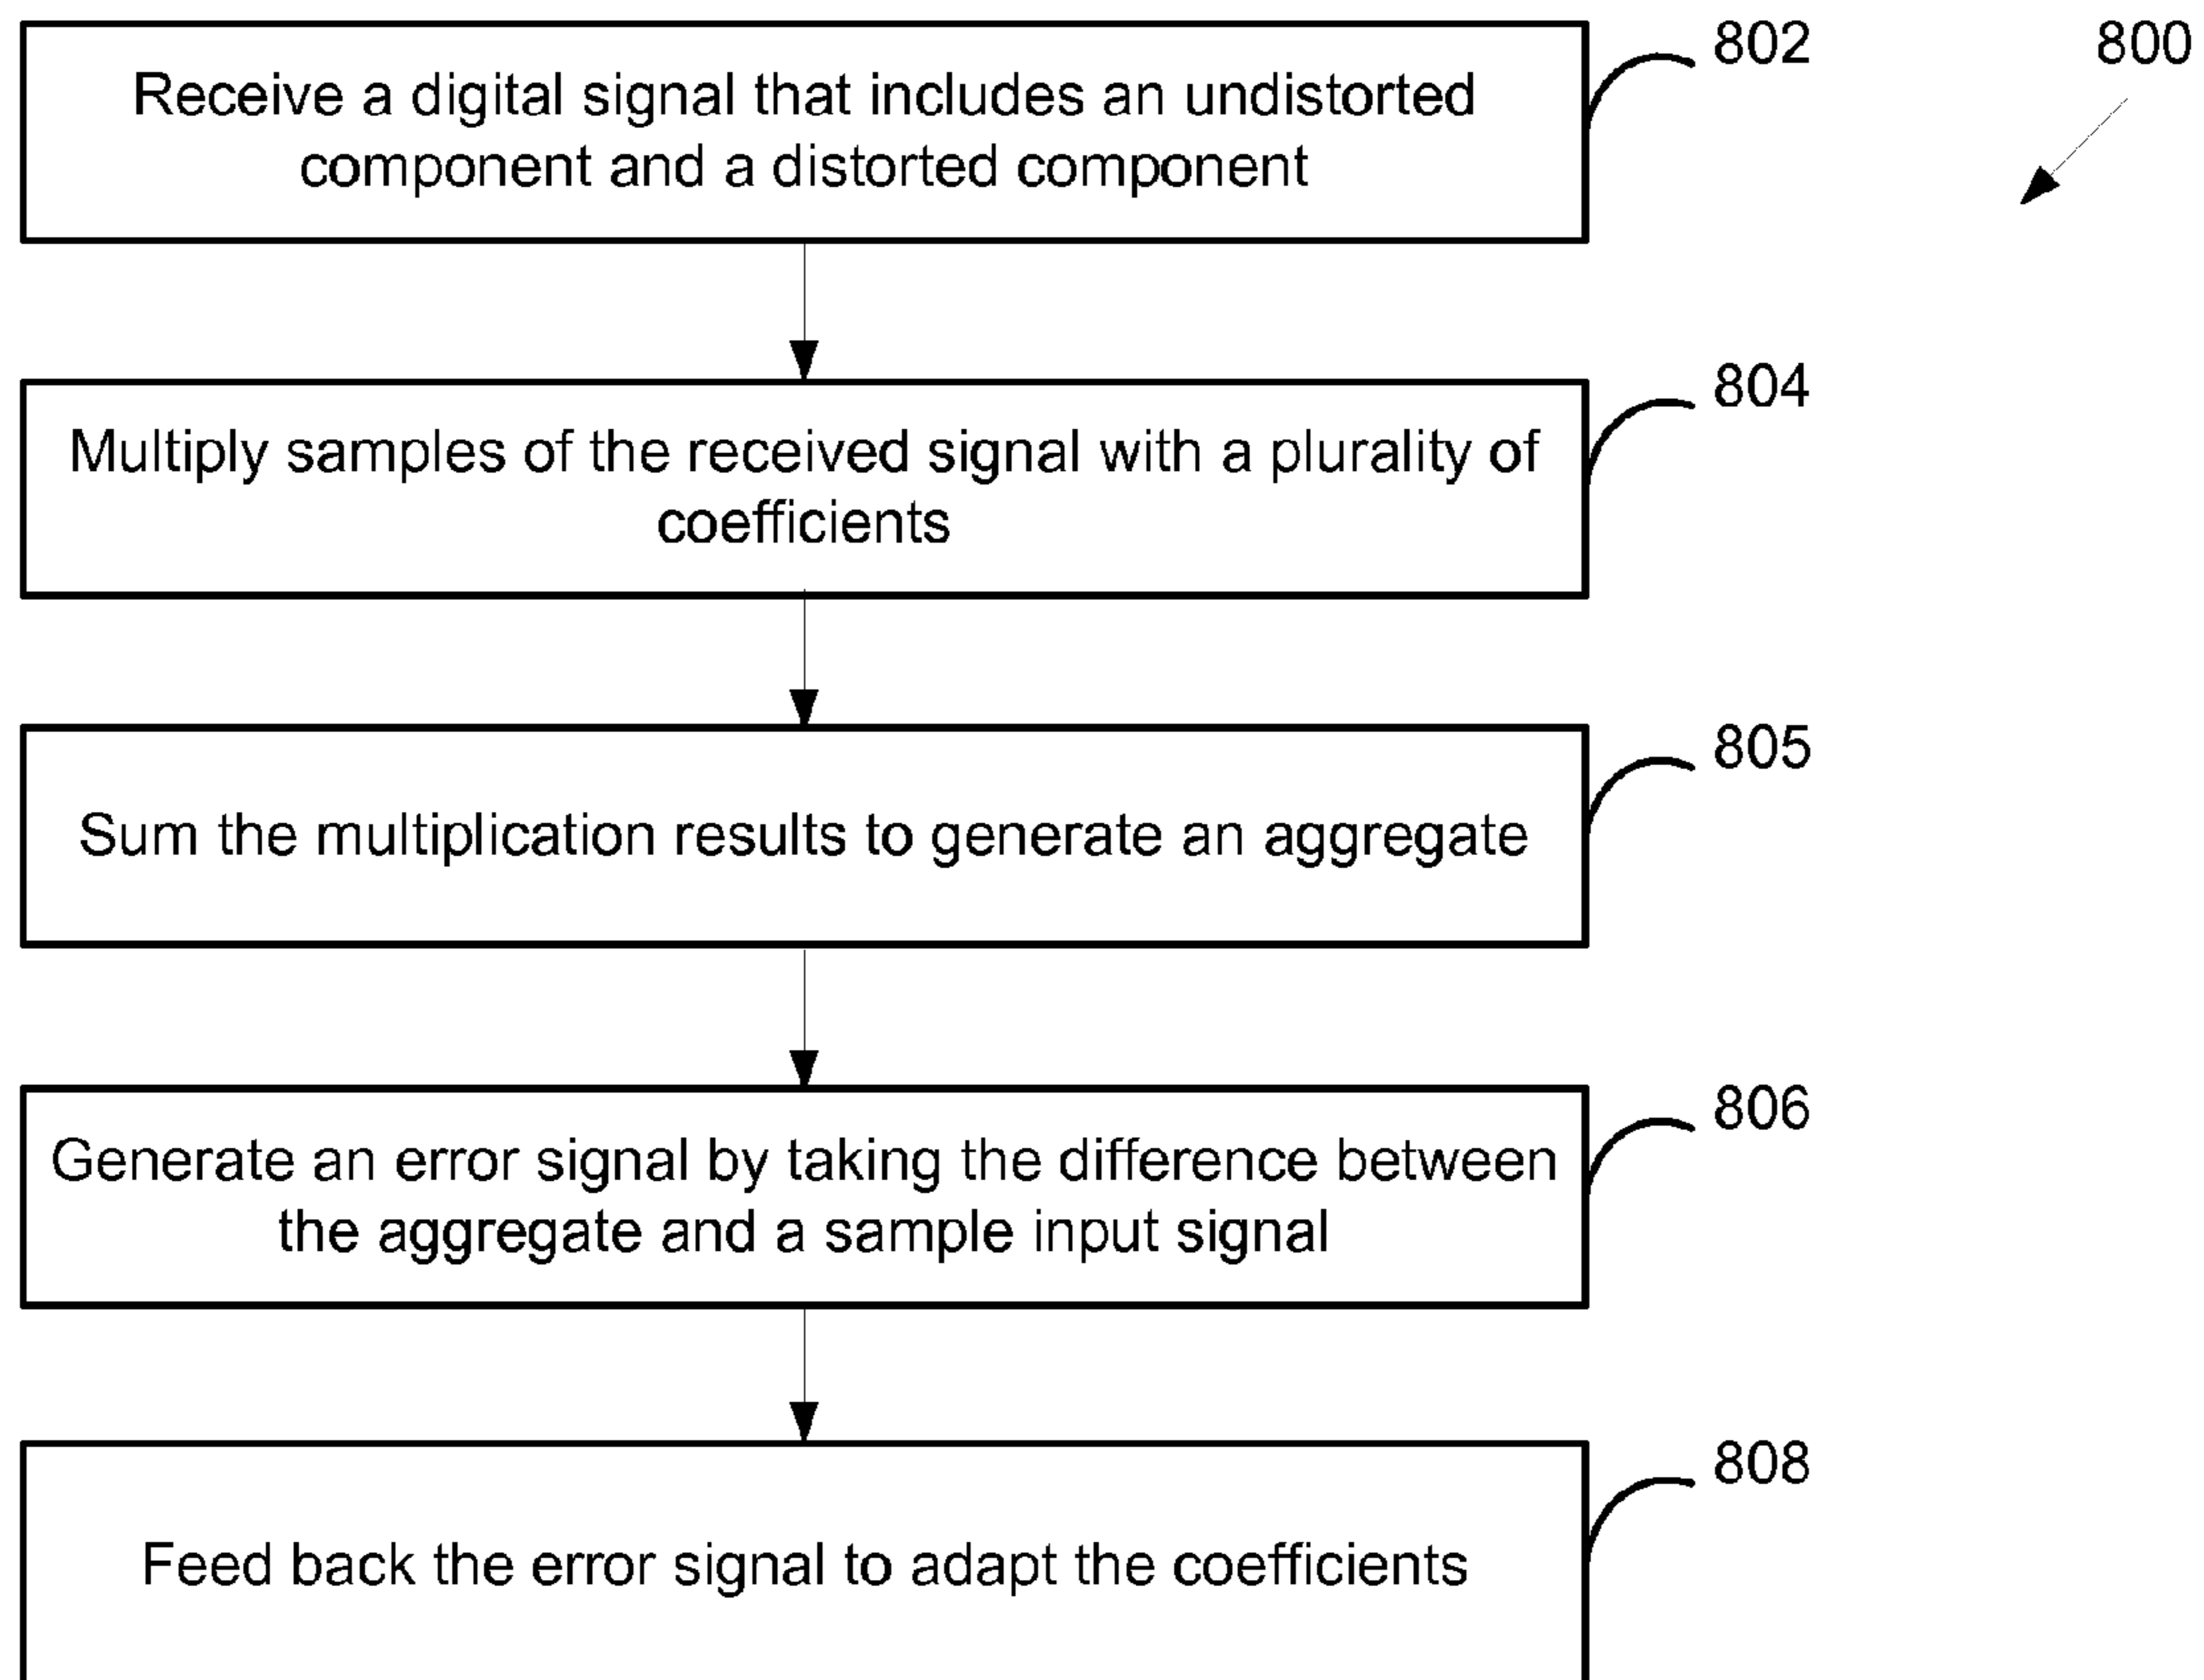 802
800
Receive a digital signal that includes an undistorted
component and a distorted component
804
Multiply samples of the received signal with a plurality of
coefficients
805
Sum the multiplication results to generate an aggregate
806
Generate an error signal by taking the difference between
the aggregate and a sample input signal
808
Feed back the error signal to adapt the coefficients